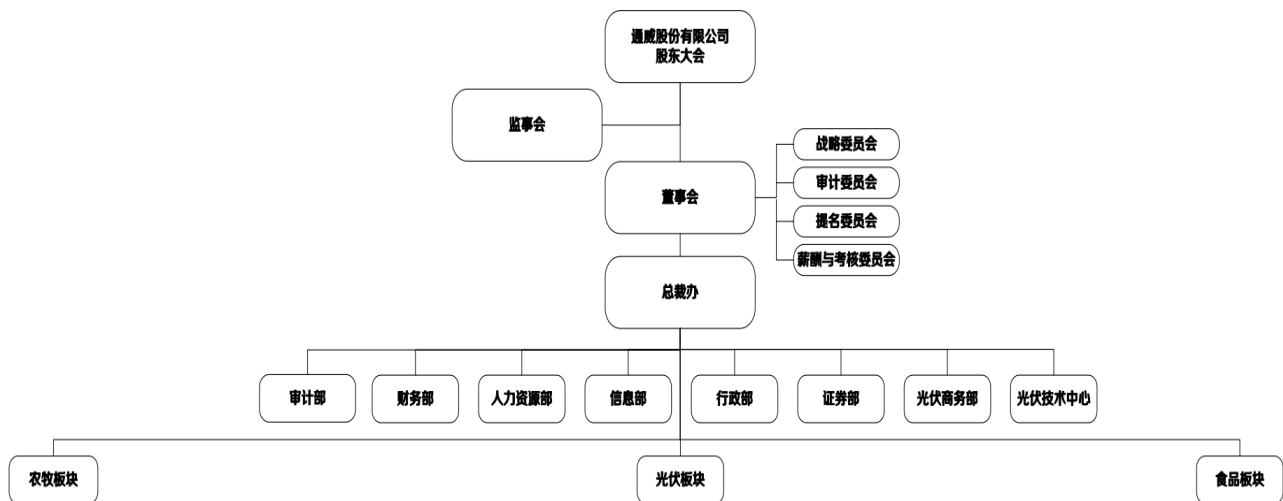 通威股份有限公司
股东大会
监事会
战略委员会
审计委员会
董事会
提名委员会
薪酬与考核委员会
总裁办
审计部
财务部
人力资源部
信息部
行政部
证券部
光伏商务部
光伏技术中心
农牧板块
光伏板块
食品板块